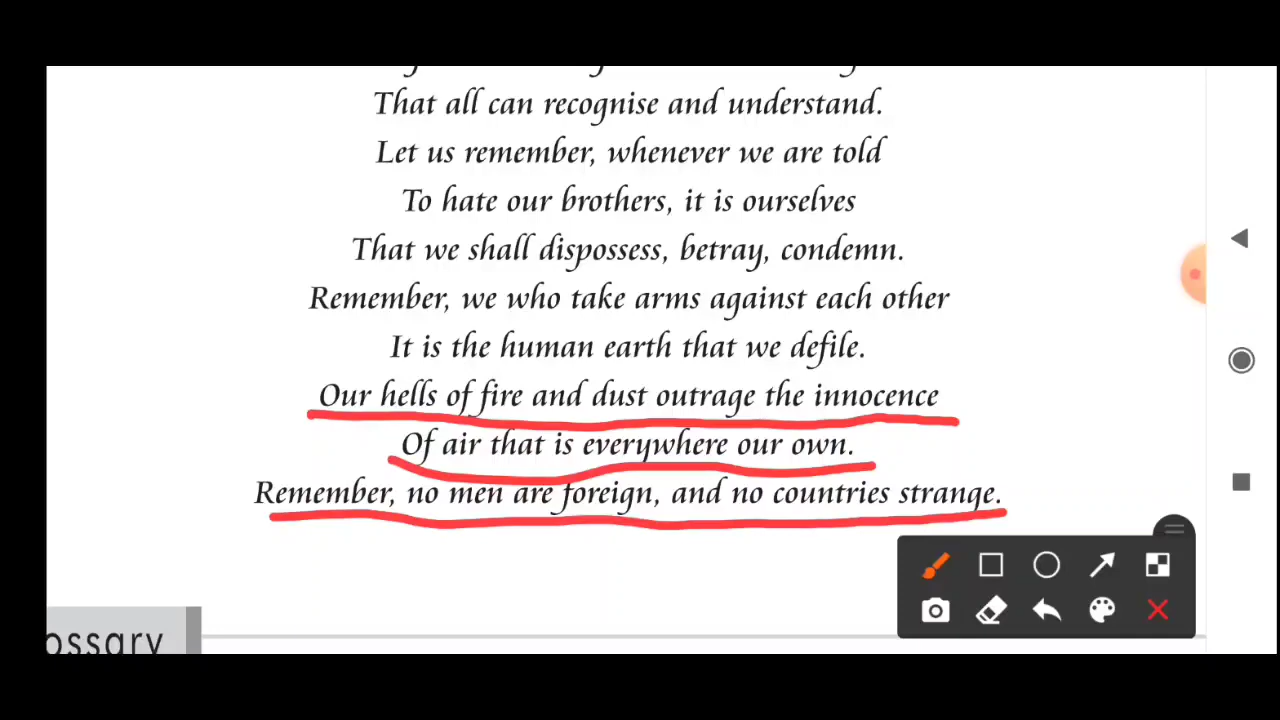 That all can recognise and understand.
Let us remember, whenever we are told
To hate our brothers, it is ourselves
That we shall dispossess, betray, condemn.
Remember, we who take arms against each other
It is the human earth that we defile.
Our hells of fire and dust outrage the innocence
Of air that is everywhere our own.
Remember, no men are foreign, and no countries strange.
ossary